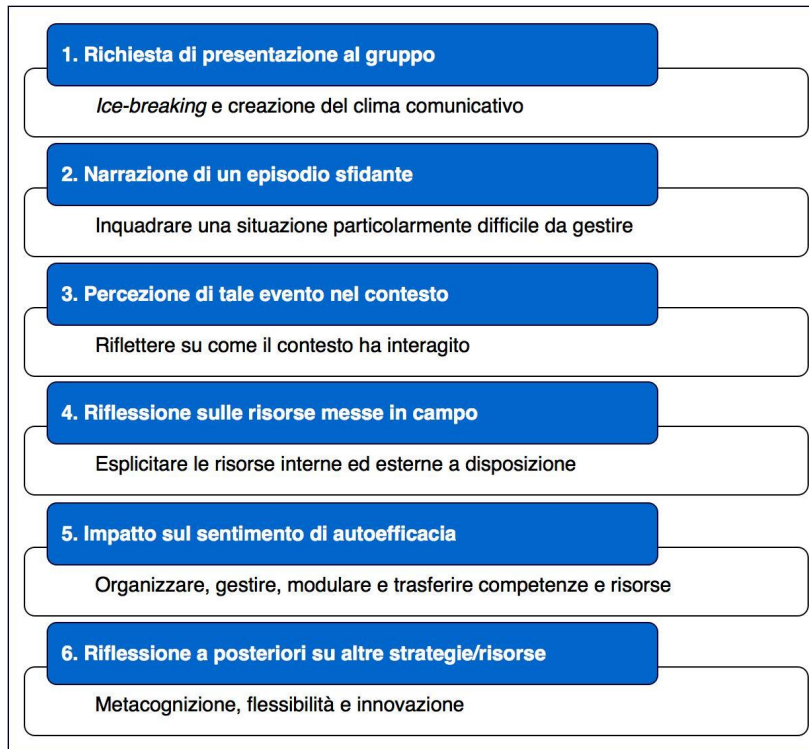 1. Richiesta di presentazione al gruppo
Ice-breaking e creazione del clima comunicativo
2. Narrazione di un episodio sfidante
Inquadrare una situazione particolarmente difficile da gestire
3. Percezione di tale evento nel contesto
Riflettere su come il contesto ha interagito
4. Riflessione sulle risorse messe in campo
Esplicitare le risorse interne ed esterne a disposizione
5. Impatto sul sentimento di autoefficacia
Organizzare, gestire, modulare e trasferire competenze e risorse
6. Riflessione a posteriori su altre strategie/risorse
Metacognizione, flessibilità e innovazione